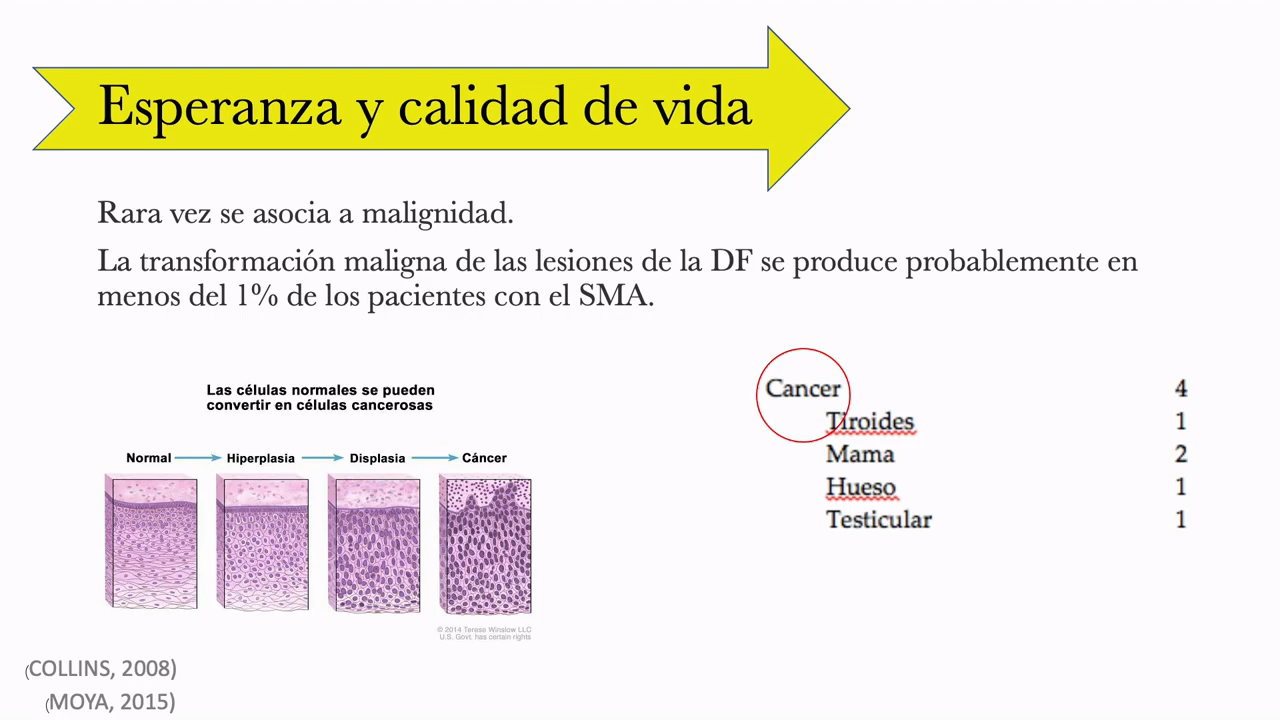 Esperanza y calidad de vida
Rara vez se asocia a malignidad.
La transformación maligna de las lesiones de la DF se produce probablemente en
menos del 1% de los pacientes con el SMA.
Las células normales se pueden
convertir en células cancerosas
Normal Hiperplasia Displasia Cáncer
© 2014 Terese Winslow LLC
U.S. Govt. has certain rights
Cancer 4
Tiroides 1
Mama 2
Hueso 1
Testicular 1
(COLLINS, 2008)
(MOYA, 2015)